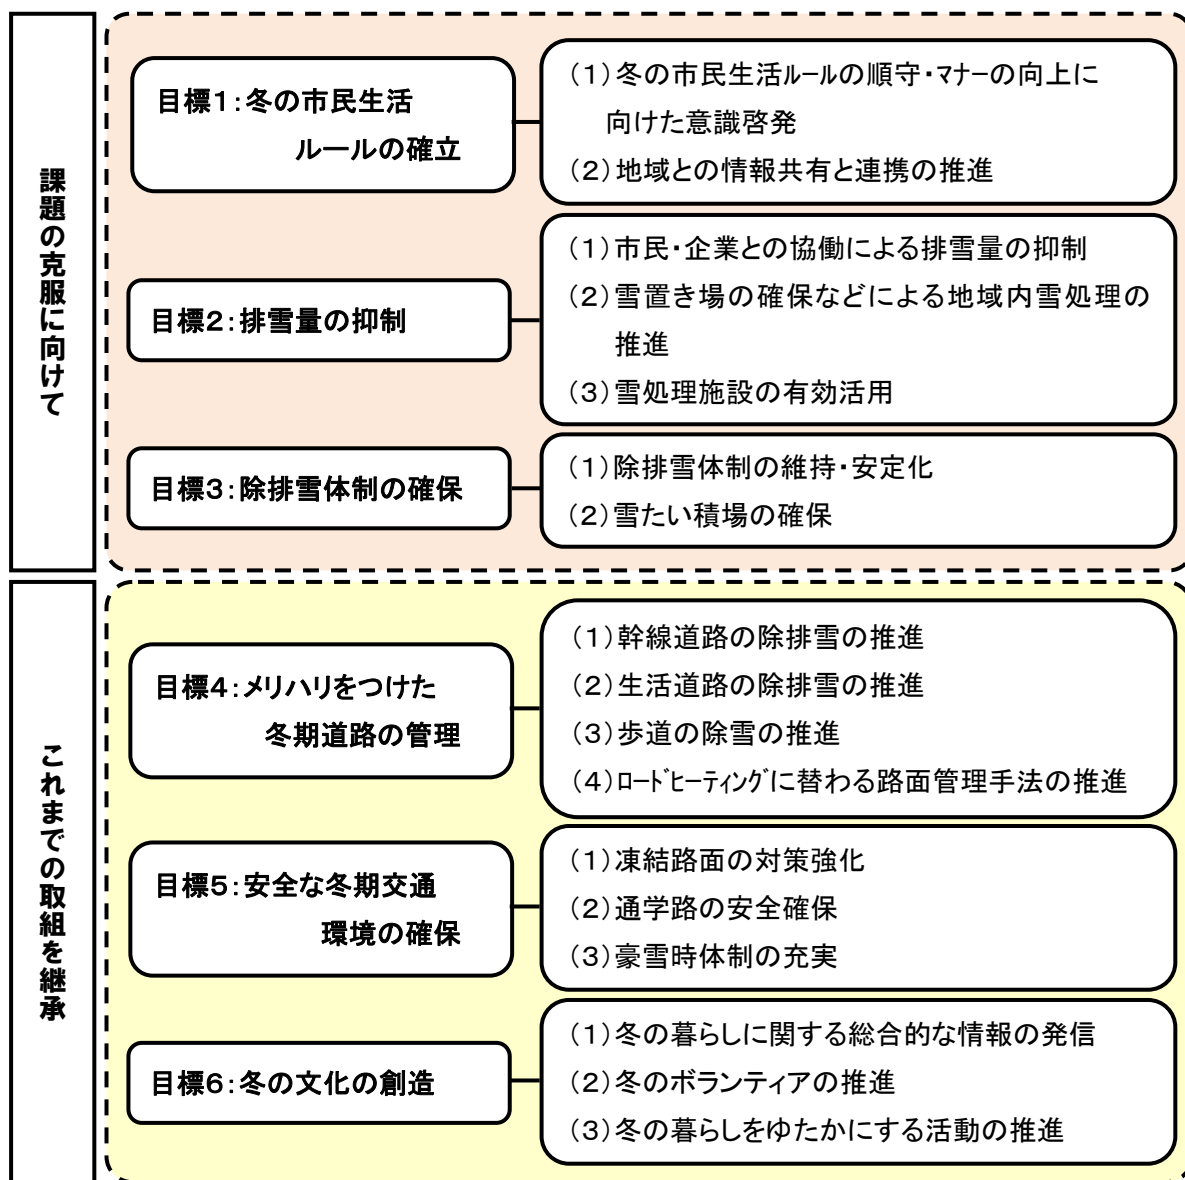 課題の克服に向けて
目標1:冬の市民生活
ルールの確立
(1)冬の市民生活ﾙｰﾙの順守・マナーの向上に
向けた意識啓発
(2)地域との情報共有と連携の推進
目標2:排雪量の抑制
(1)市民・企業との協働による排雪量の抑制
(2)雪置き場の確保などによる地域内雪処理の
推進
(3)雪処理施設の有効活用
目標3:除排雪体制の確保
(1)除排雪体制の維持・安定化
(2)雪たい積場の確保
これまでの取組を継承
目標4:メリハリをつけた
冬期道路の管理
(1)幹線道路の除排雪の推進
(2)生活道路の除排雪の推進
(3)歩道の除雪の推進
(4)ﾛｰﾄﾞﾋｰﾃｨﾝｸﾞに替わる路面管理手法の推進
目標5:安全な冬期交通
環境の確保
(1)凍結路面の対策強化
(2)通学路の安全確保
(3)豪雪時体制の充実
目標6:冬の文化の創造
(1)冬の暮らしに関する総合的な情報の発信
(2)冬のボランティアの推進
(3)冬の暮らしをゆたかにする活動の推進